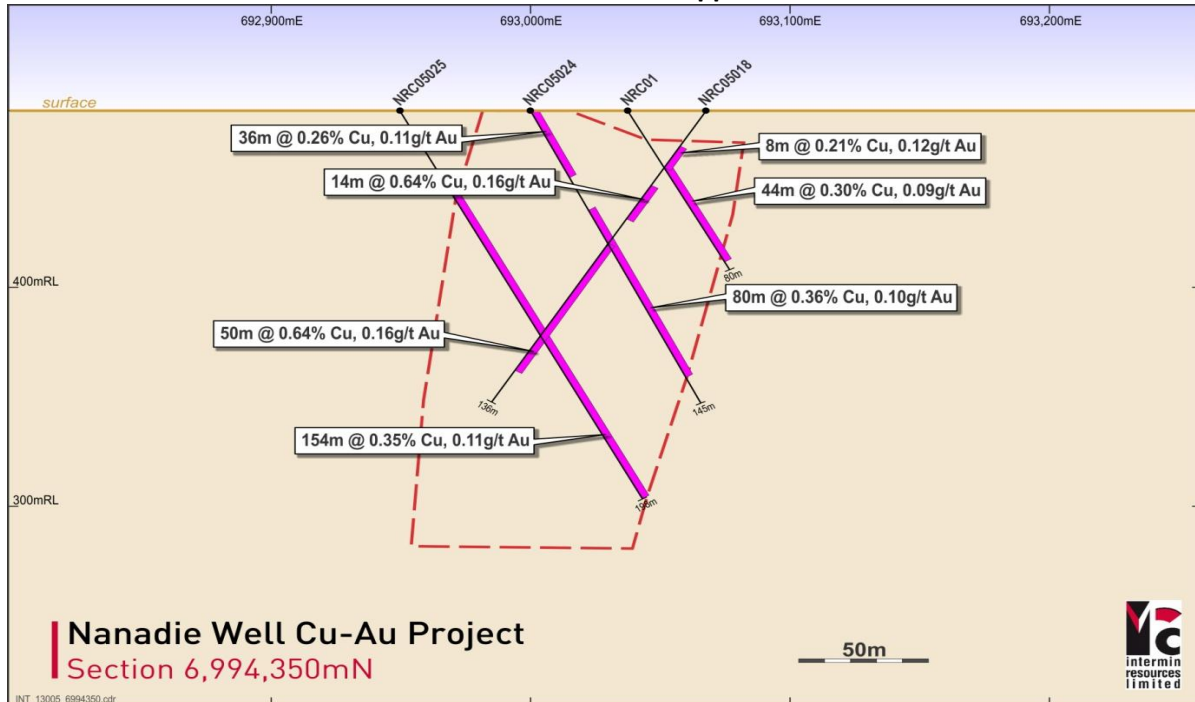 692,900mE
693,000mE
693,100mE
693,200mE
NRC05025
NRC05024
NRC01
NRC05018
surface
36m @ 0.26% Cu, 0.11g/t Au
8m @ 0.21% Cu, 0.12g/t Au
14m @ 0.64% Cu, 0.16g/t Au
44m @ 0.30% Cu, 0.09g/t Au
80m
400mRL
80m @ 0.36% Cu, 0.10g/t Au
50m @ 0.64% Cu, 0.16g/t Au
136m
145m
154m @ 0.35% Cu, 0.11g/t Au
300mRL
Nanadie Well Cu-Au Project
Section 6,994,350mN
50m
intermin
resources
limited
INT_13005_6994350.cdr